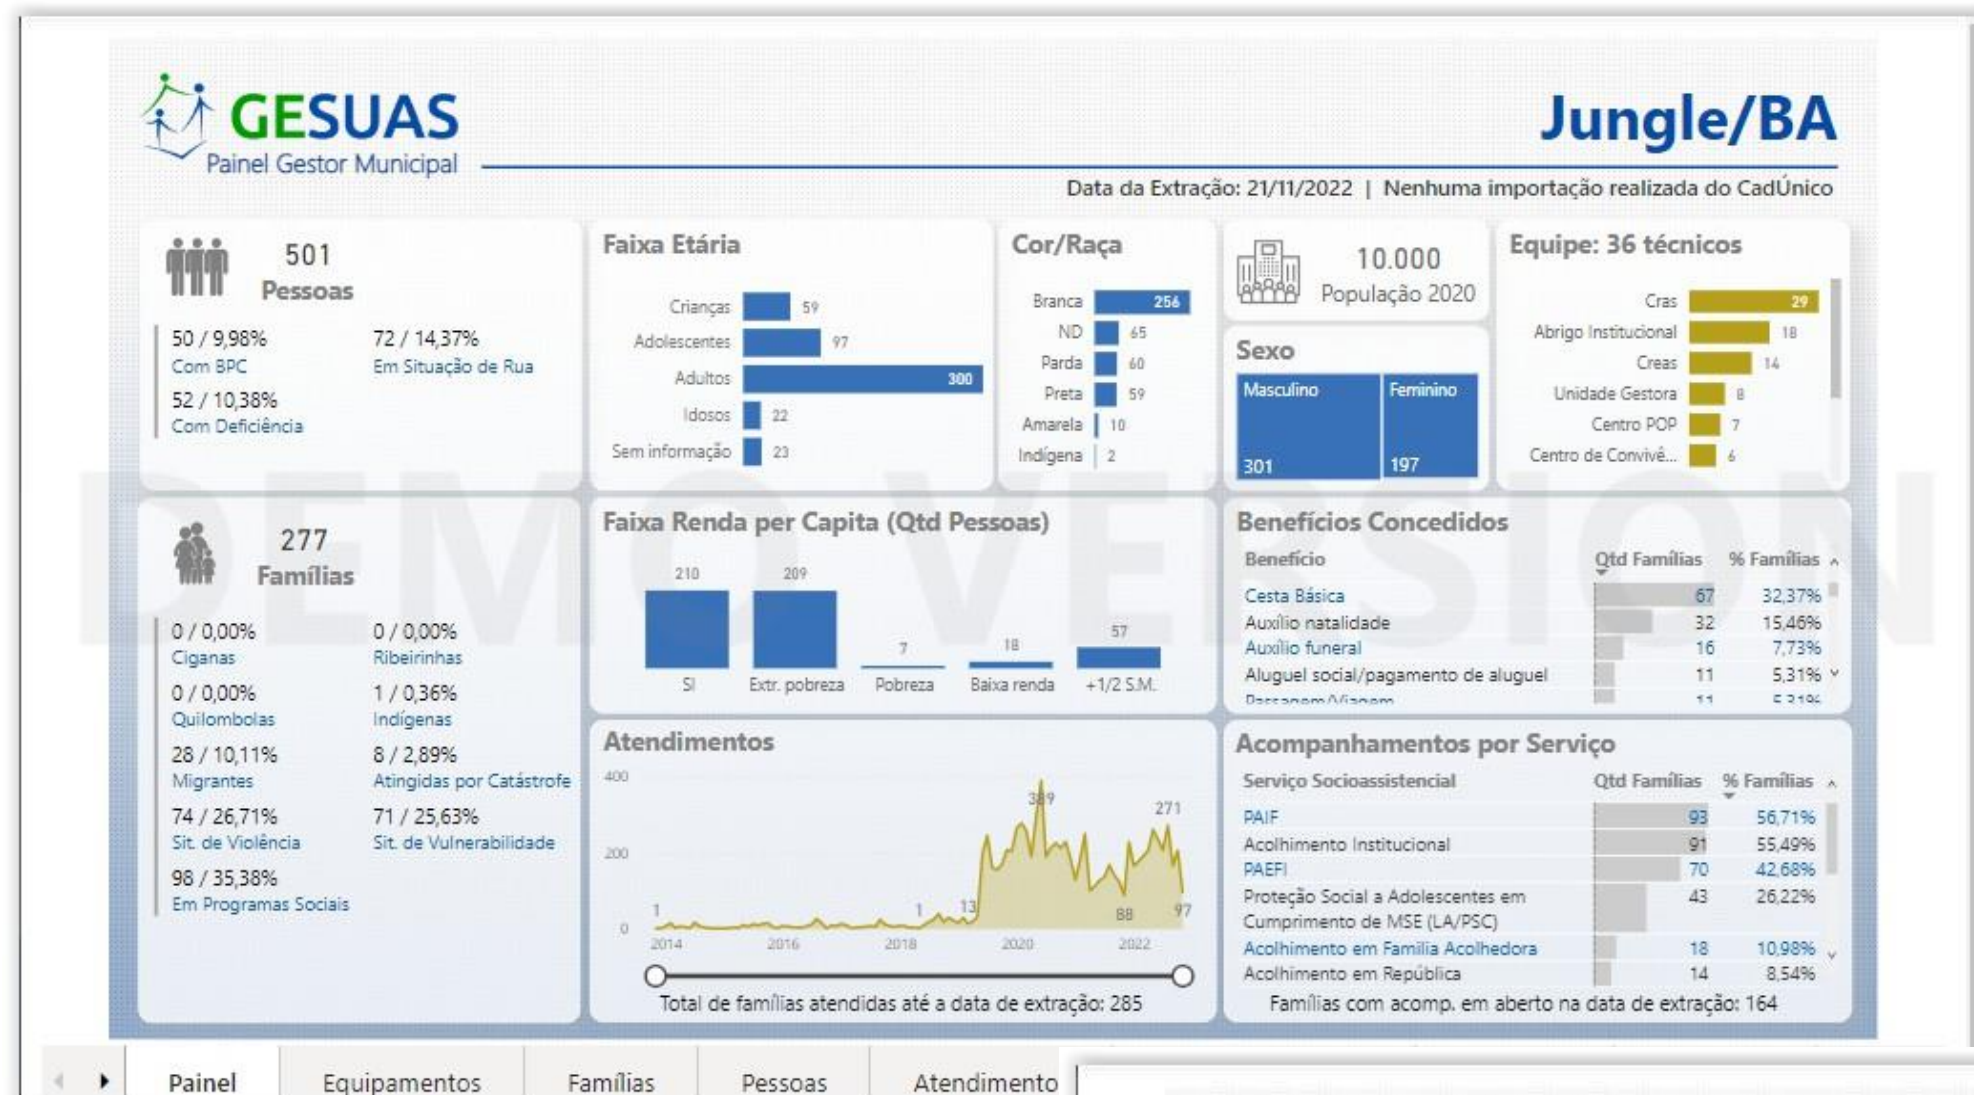 GESUAS
Painel Gestor Municipal
Jungle/BA
Data da Extração: 21/11/2022 | Nenhuma importação realizada do CadÚnico
501
Pessoas
50 / 9,98%
Com BPC
72 / 14,37%
Em Situação de Rua
52 / 10,38%
Com Deficiência
Faixa Etária
Crianças 59
Adolescentes 97
Adultos 300
Idosos 22
Sem informação 23
Cor/Raça
Branca 256
ND 65
Parda 60
Preta 59
Amarela 10
Indígena 2
10.000
População 2020
Sexo
Masculino Feminino
301 197
Equipe: 36 técnicos
Cras 29
Abrigo Institucional 18
Creas 14
Unidade Gestora 8
Centro POP 7
Centro de Convivê... 6
DEMO VERSION
277
Famílias
0 / 0,00%
Ciganas
0 / 0,00%
Ribeirinhas
0 / 0,00%
Quilombolas
1 / 0,36%
Indígenas
28 / 10,11%
Migrantes
8 / 2,89%
Atingidas por Catástrofe
74 / 26,71%
Sit. de Violência
71 / 25,63%
Sit. de Vulnerabilidade
98 / 35,38%
Em Programas Sociais
Faixa Renda per Capita (Qtd Pessoas)
210 209 7 18 57
SI Extr. pobreza Pobreza Baixa renda +1/2 S.M.
Benefícios Concedidos
Benefício Qtd Famílias % Famílias
Cesta Básica 67 32,37%
Auxílio natalidade 32 15,46%
Auxílio funeral 16 7,73%
Aluguel social/pagamento de aluguel 11 5,31%
Passagem/Viagem 11 5,31%
Atendimentos
400
389
271
200
1 1 13 88 97
0
2014 2016 2018 2020 2022
Total de famílias atendidas até a data de extração: 285
Acompanhamentos por Serviço
Serviço Socioassistencial Qtd Famílias % Famílias
PAIF 93 56,71%
Acolhimento Institucional 91 55,49%
PAEFI 70 42,68%
Proteção Social a Adolescentes em 43 26,22%
Cumprimento de MSE (LA/PSC)
Acolhimento em Familia Acolhedora 18 10,98%
Acolhimento em República 14 8,54%
Famílias com acomp. em aberto na data de extração: 164
Painel Equipamentos Famílias Pessoas Atendimento